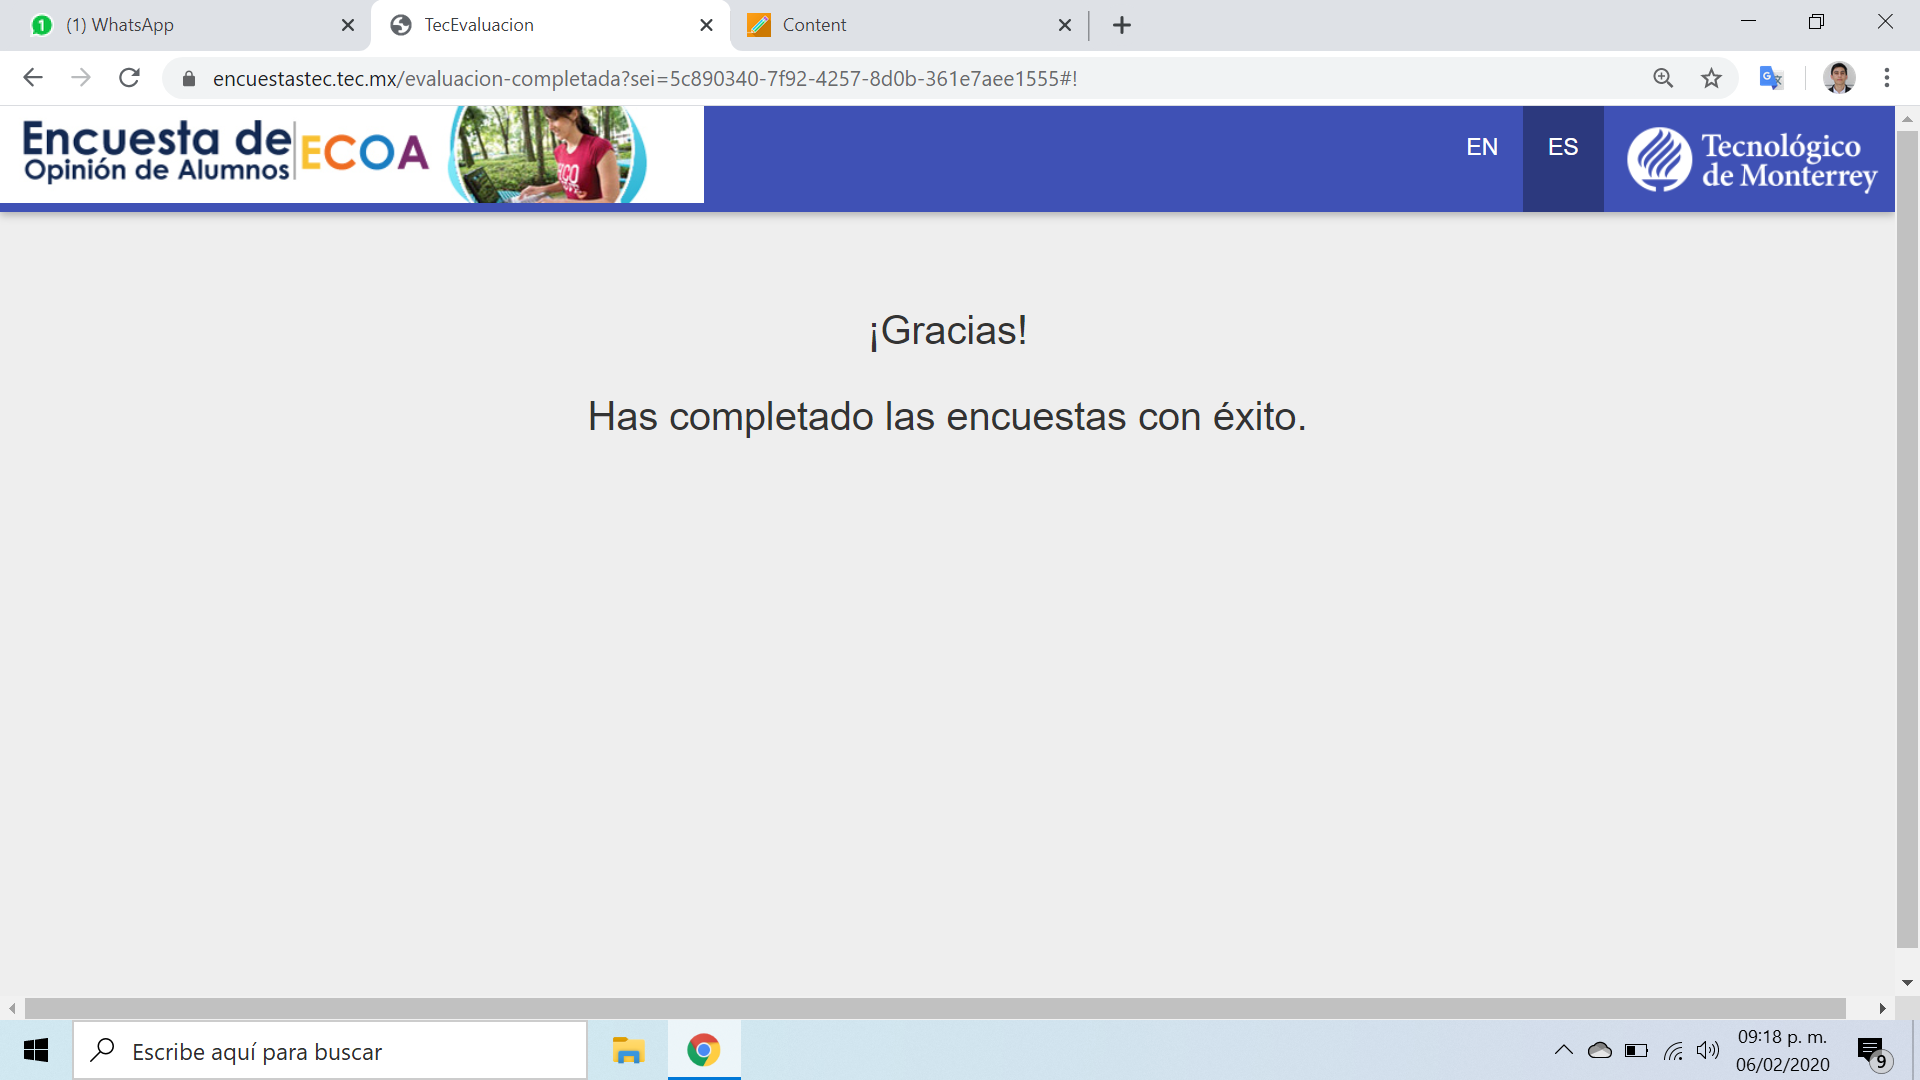 (1) WhatsApp
TecEvaluacion
Content
encuestastec.tec.mx/evaluacion-completada?sei=5c890340-7f92-4257-8d0b-361e7aee1555#!
Encuesta de
Opinión de Alumnos
ECOA
EN
ES
Tecnológico
de Monterrey
¡Gracias!
Has completado las encuestas con éxito.
Escribe aquí para buscar
09:18 p. m.
06/02/2020
9